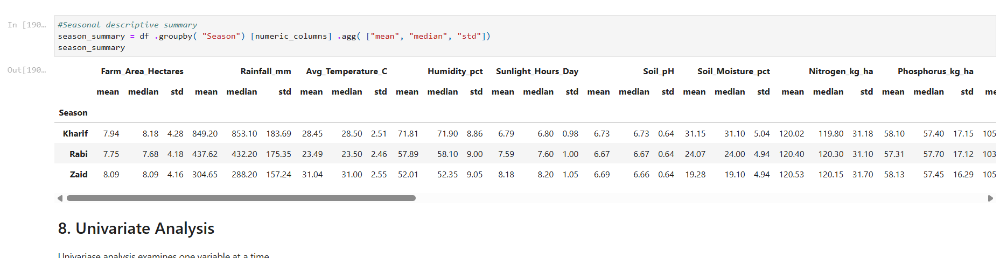 In [190…
#Seasonal descriptive summary
season_summary = df .groupby( "Season") [numeric_columns] .agg( ["mean", "median", "std"])
season_summary
Out[190…
Farm_Area_Hectares Rainfall_mm Avg_Temperature_C Humidity_pct Sunlight_Hours_Day Soil_pH Soil_Moisture_pct Nitrogen_kg_ha Phosphorus_kg_ha
mean median std mean median std mean median std mean median std mean median std mean median std mean median std mean median std mean median std me
Season
Kharif 7.94 8.18 4.28 849.20 853.10 183.69 28.45 28.50 2.51 71.81 71.90 8.86 6.79 6.80 0.98 6.73 6.73 0.64 31.15 31.10 5.04 120.02 119.80 31.18 58.10 57.40 17.15 105
Rabi 7.75 7.68 4.18 437.62 432.20 175.35 23.49 23.50 2.46 57.89 58.10 9.00 7.59 7.60 1.00 6.67 6.67 0.64 24.07 24.00 4.94 120.40 120.30 31.10 57.31 57.70 17.12 103
Zaid 8.09 8.09 4.16 304.65 288.20 157.24 31.04 31.00 2.55 52.01 52.35 9.05 8.18 8.20 1.05 6.69 6.66 0.64 19.28 19.10 4.94 120.53 120.15 31.70 58.13 57.45 16.29 105
8. Univariate Analysis
Univariase analysis examines one variable at a time